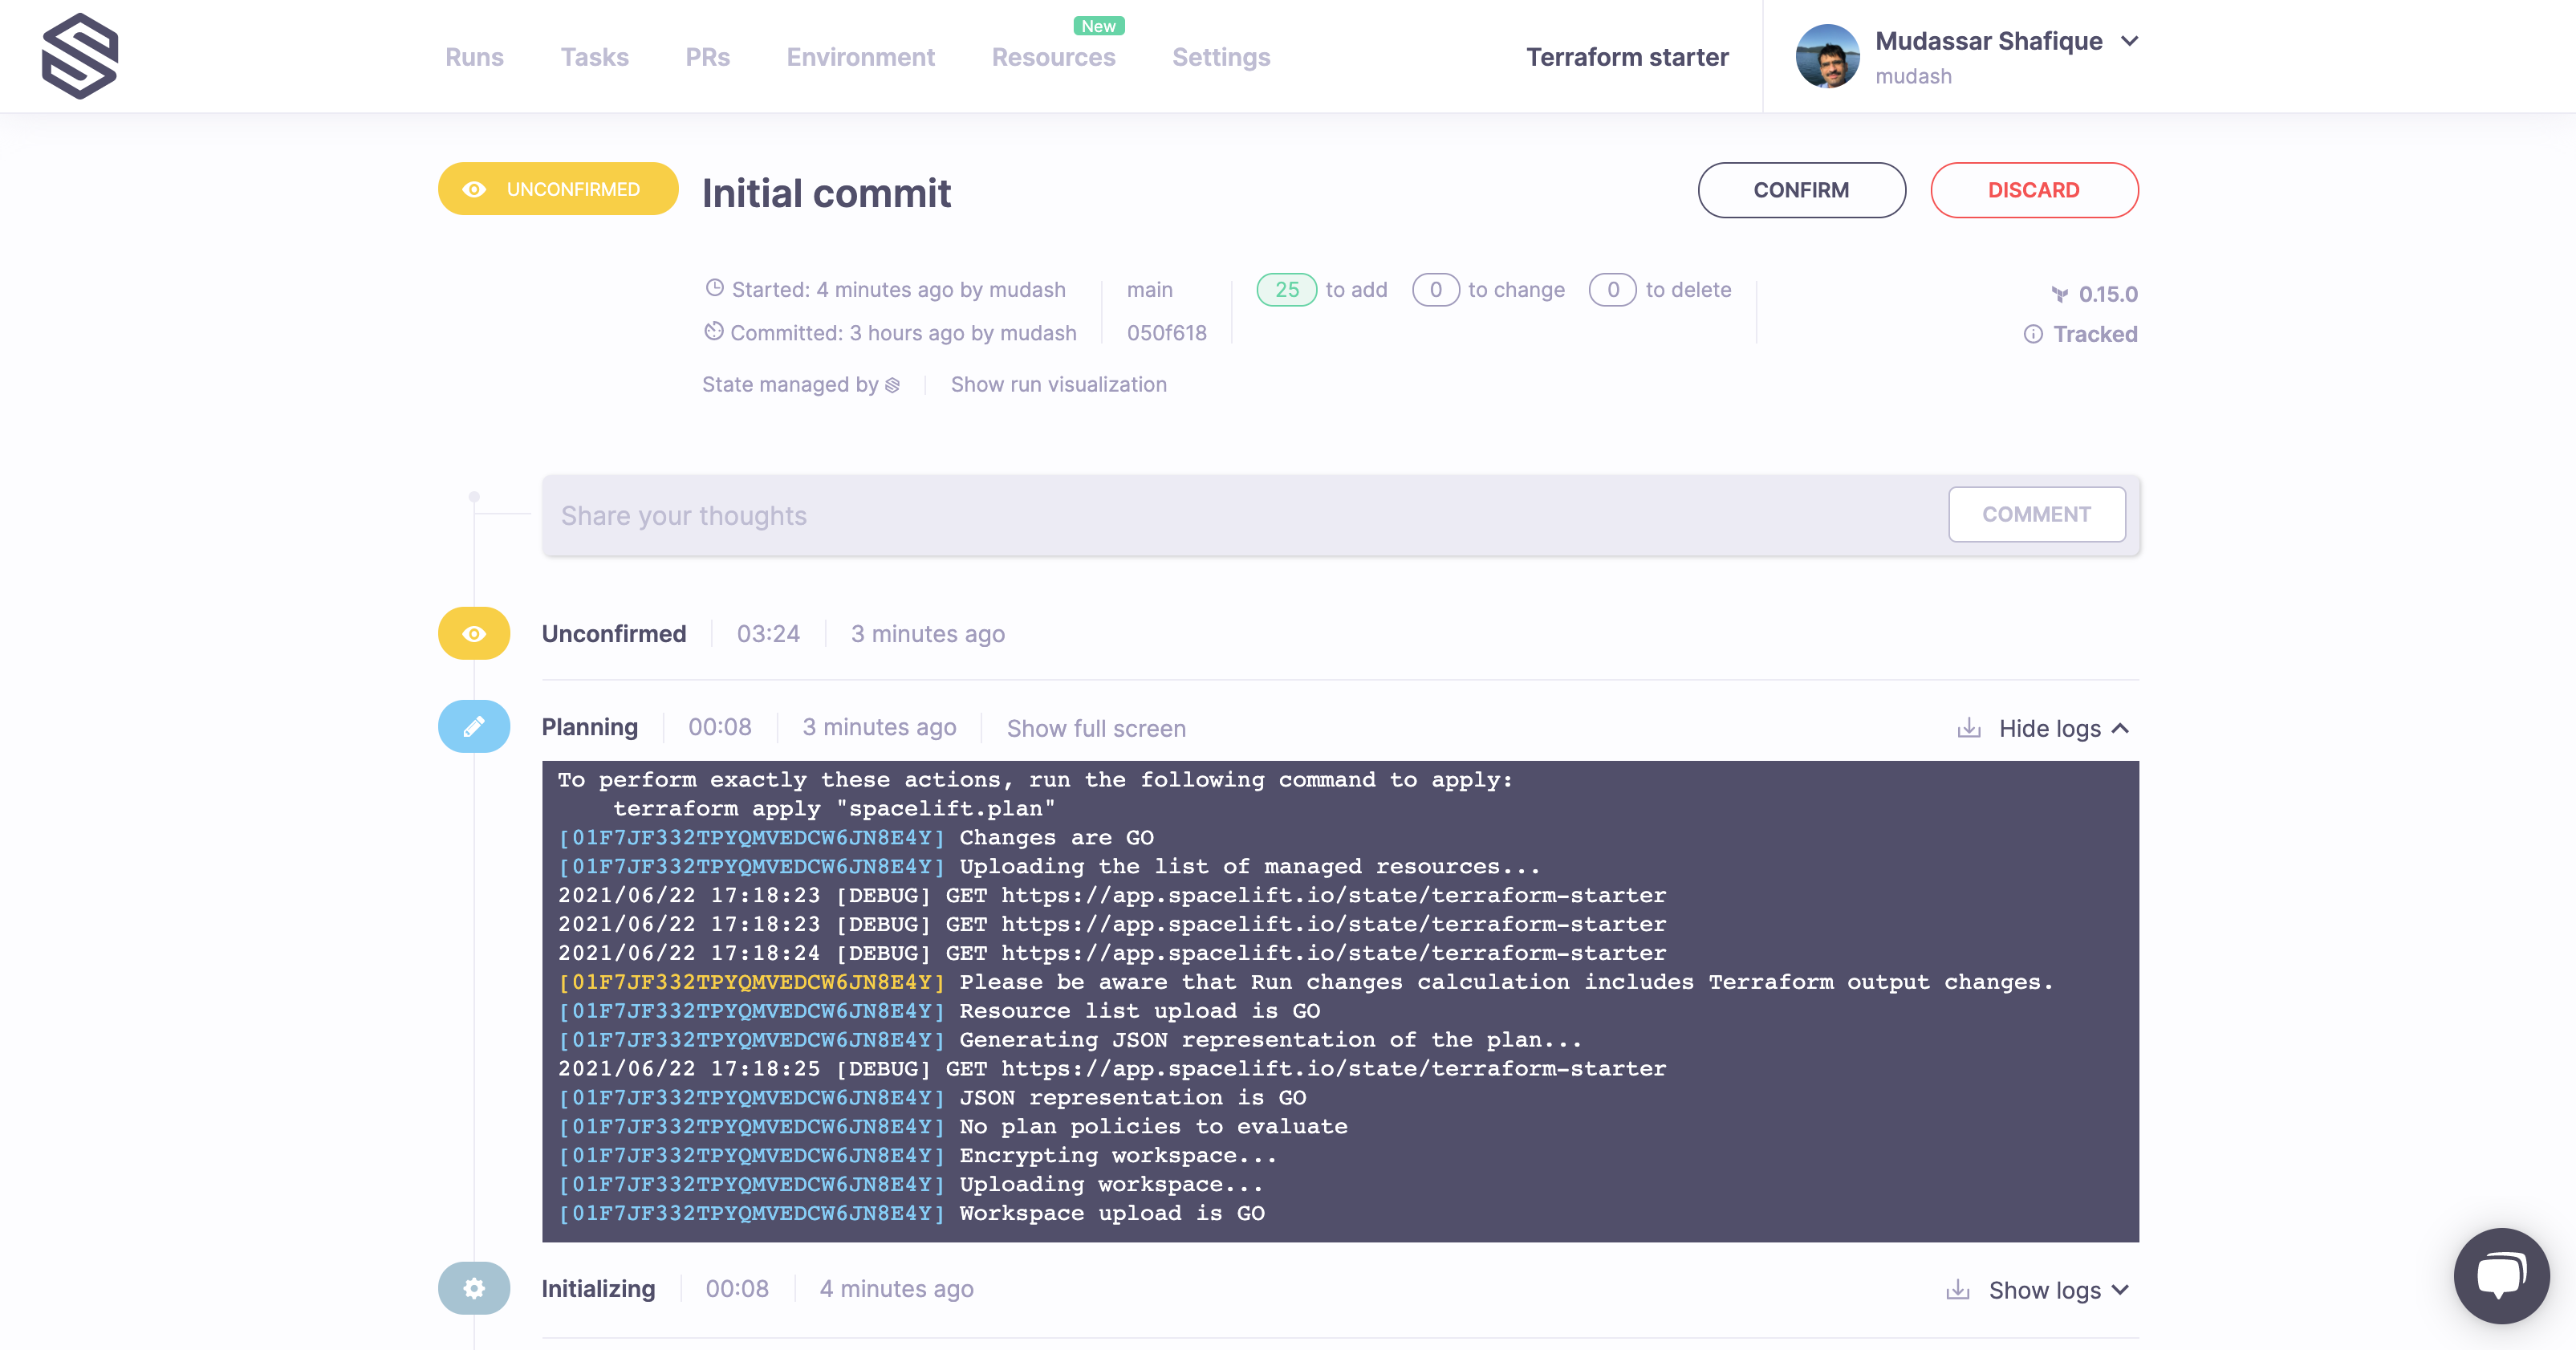 Runs
Tasks
PRs
Environment
Resources
New
Settings
Terraform starter
Mudassar Shafique
mudash
UNCONFIRMED
Initial commit
CONFIRM
DISCARD
Started: 4 minutes ago by mudash
Committed: 3 hours ago by mudash
main
050f618
25 to add
0 to change
0 to delete
0.15.0
Tracked
State managed by
Show run visualization
Share your thoughts
COMMENT
Unconfirmed
03:24
3 minutes ago
Planning
00:08
3 minutes ago
Show full screen
Hide logs
To perform exactly these actions, run the following command to apply:
terraform apply "spacelift.plan"
[01F7JF332TPYQMVEDCW6JN8E4Y] Changes are GO
[01F7JF332TPYQMVEDCW6JN8E4Y] Uploading the list of managed resources...
2021/06/22 17:18:23 [DEBUG] GET https://app.spacelift.io/state/terraform-starter
2021/06/22 17:18:23 [DEBUG] GET https://app.spacelift.io/state/terraform-starter
2021/06/22 17:18:24 [DEBUG] GET https://app.spacelift.io/state/terraform-starter
[01F7JF332TPYQMVEDCW6JN8E4Y] Please be aware that Run changes calculation includes Terraform output changes.
[01F7JF332TPYQMVEDCW6JN8E4Y] Resource list upload is GO
[01F7JF332TPYQMVEDCW6JN8E4Y] Generating JSON representation of the plan...
2021/06/22 17:18:25 [DEBUG] GET https://app.spacelift.io/state/terraform-starter
[01F7JF332TPYQMVEDCW6JN8E4Y] JSON representation is GO
[01F7JF332TPYQMVEDCW6JN8E4Y] No plan policies to evaluate
[01F7JF332TPYQMVEDCW6JN8E4Y] Encrypting workspace...
[01F7JF332TPYQMVEDCW6JN8E4Y] Uploading workspace...
[01F7JF332TPYQMVEDCW6JN8E4Y] Workspace upload is GO
Initializing
00:08
4 minutes ago
Show logs